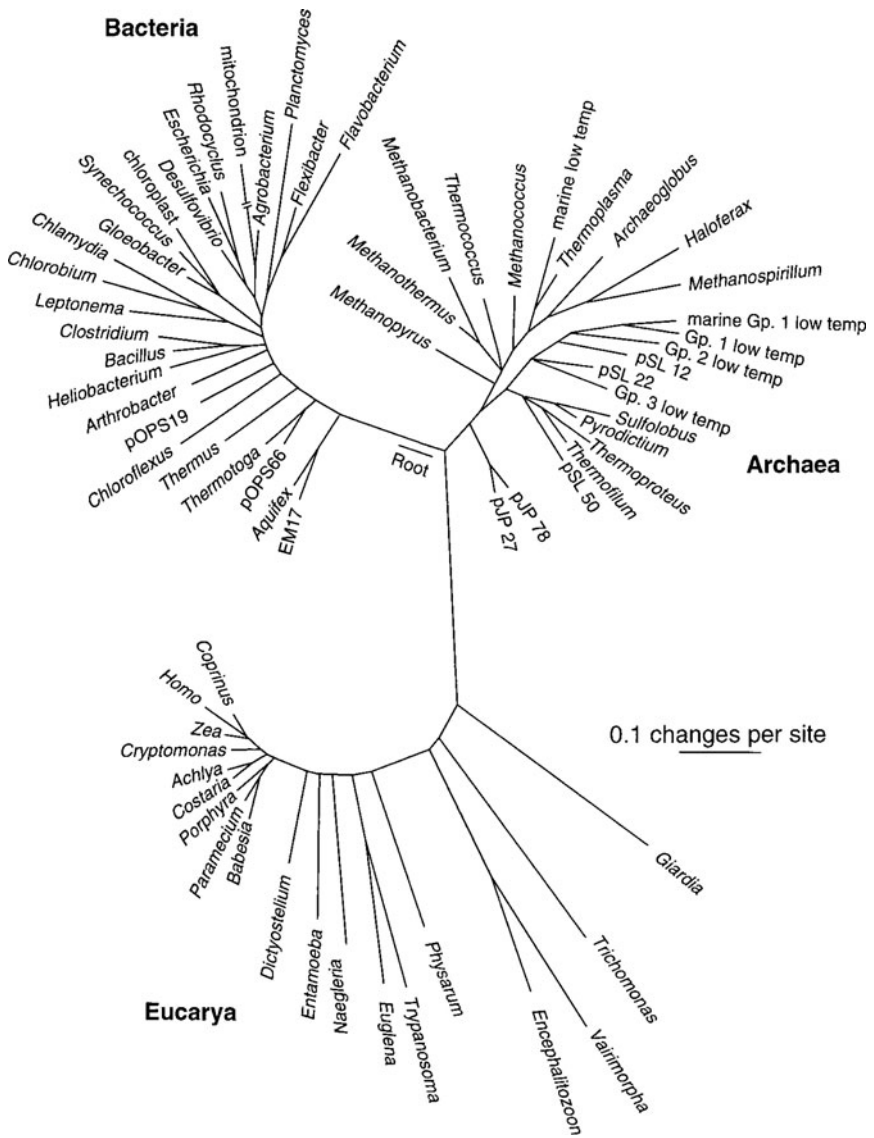 Bacteria
Planctomyces
mitochondrion
Rhodocyclus
Escherichia
Desulfovibrio
chloroplast
Synechococcus
Gloeobacter
Chlamydia
Chlorobium
Leptonema
Clostridium
Bacillus
Heliobacterium
Arthrobacter
pOPS19
Chloroflexus
Thermus
Thermotoga
pOPS66
Aquifex
EM17
Agrobacterium
Flexibacter
Flavobacterium
Root
Methanopyrus
Methanothermus
Methanobacterium
Thermococcus
Methanococcus
marine low temp
Thermoplasma
Archaeoglobus
Haloferax
Methanospirillum
marine Gp. 1 low temp
Gp. 1 low temp
Gp. 2 low temp
pSL 12
pSL 22
Gp. 3 low temp
Sulfolobus
Pyrodictium
Thermoproteus
Thermofilum
pSL 50
pJP 78
pJP 27
Archaea
Coprinus
Homo
Zea
Cryptomonas
Achlya
Costaria
Porphyra
Paramecium
Babesia
Dictyostelium
Entamoeba
Naegleria
Euglena
Trypanosoma
Physarum
Encephalitozoon
Vairimorpha
Trichomonas
Giardia
0.1 changes per site
Eucarya